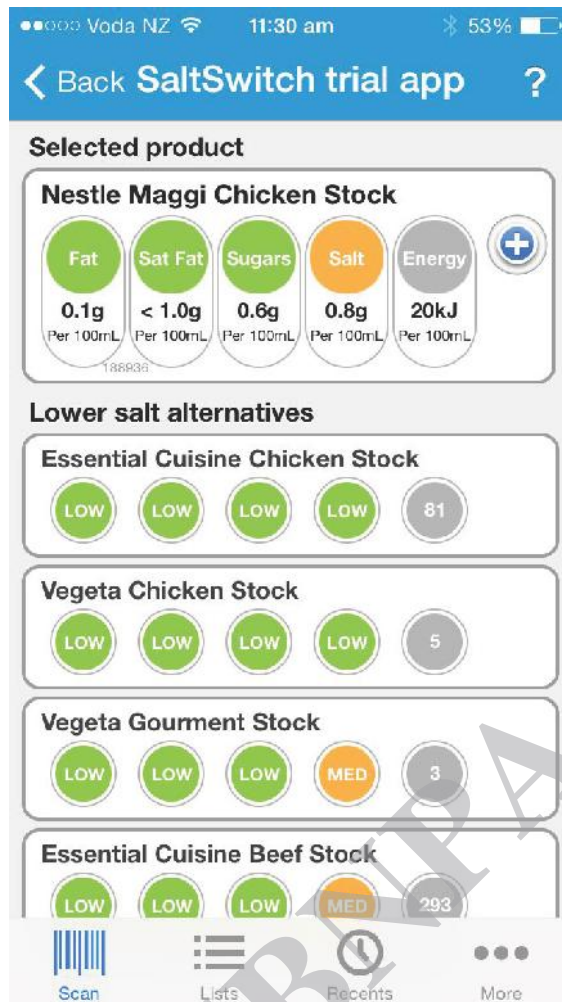 Voda NZ 11:30 am 53%
Back SaltSwitch trial app ?
Selected product
Nestle Maggi Chicken Stock
Fat Sat Fat Sugars Salt Energy
0.1g < 1.0g 0.6g 0.8g 20kJ
Per 100mL Per 100mL Per 100mL Per 100mL Per 100mL
188936
Lower salt alternatives
Essential Cuisine Chicken Stock
LOW LOW LOW LOW 81
Vegeta Chicken Stock
LOW LOW LOW LOW 5
Vegeta Gourment Stock
LOW LOW LOW MED 3
Essential Cuisine Beef Stock
LOW LOW LOW MED 293
Scan Lists Recents More